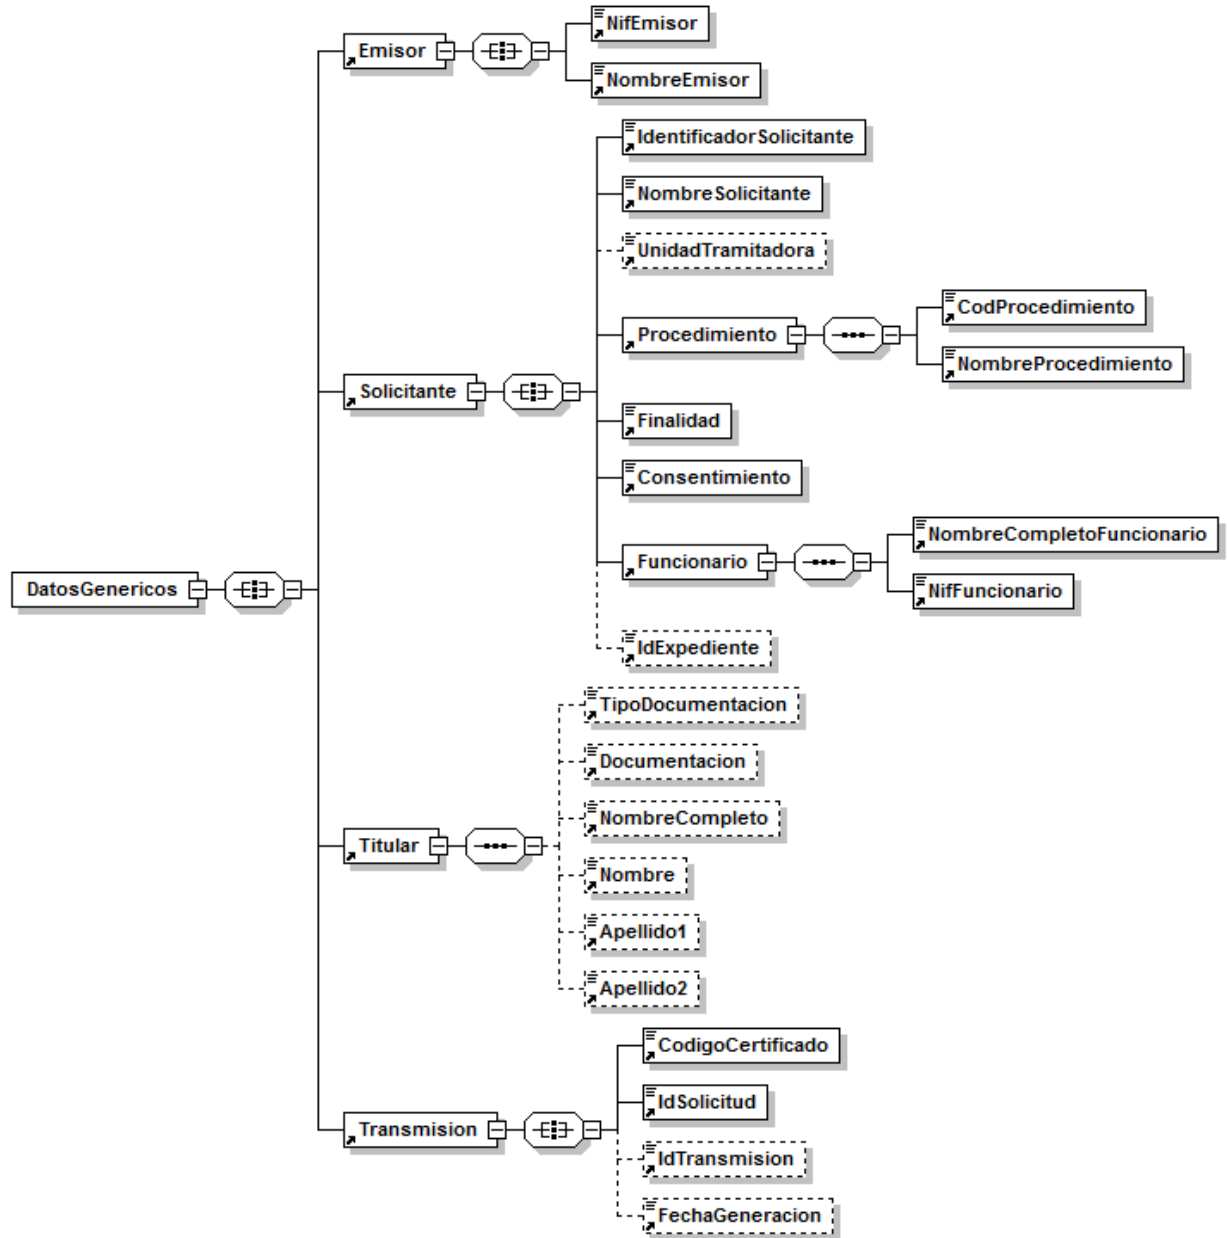 NifEmisor
Emisor
NombreEmisor
IdentificadorSolicitante
NombreSolicitante
UnidadTramitadora
CodProcedimiento
Procedimiento
NombreProcedimiento
Solicitante
Finalidad
Consentimiento
NombreCompletoFuncionario
Funcionario
DatosGenericos
NifFuncionario
IdExpediente
TipoDocumentacion
Documentacion
NombreCompleto
Titular
Nombre
Apellido1
Apellido2
CodigoCertificado
IdSolicitud
Transmision
IdTransmision
FechaGeneracion